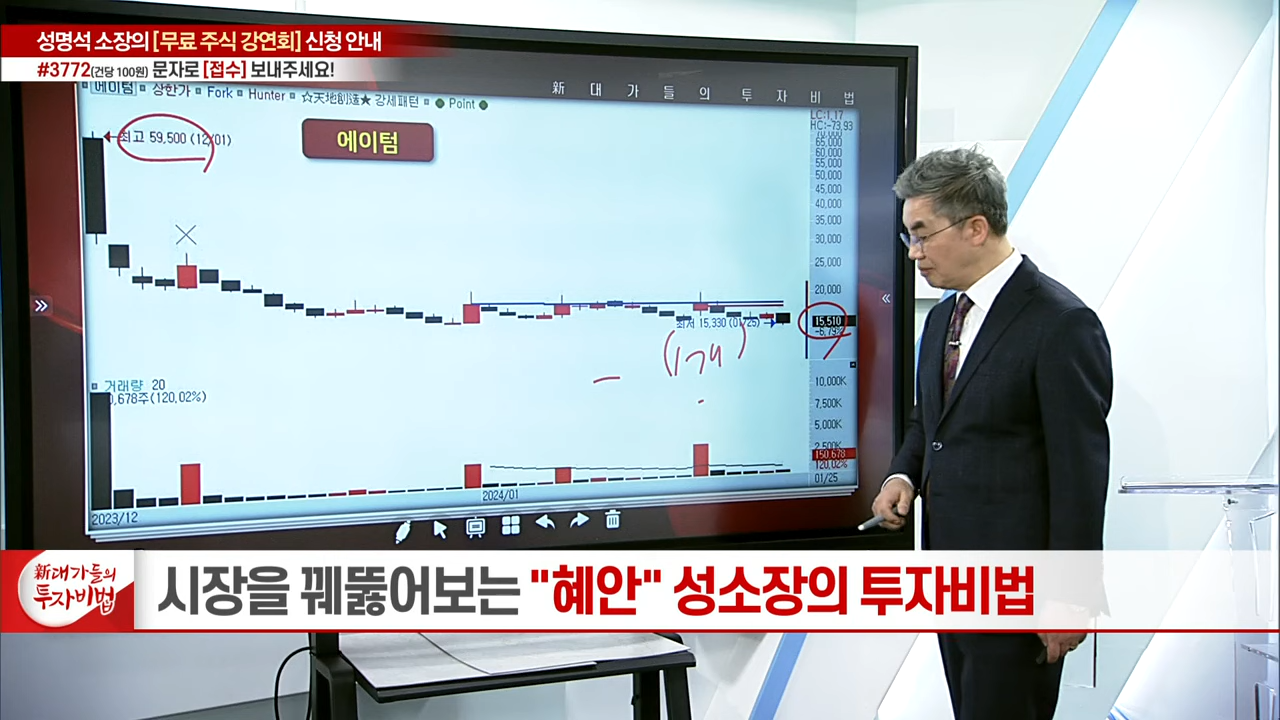 성명석 소장의 [무료 주식 강연회] 신청 안내
#3772(건당 100원) 문자로 [접수] 보내주세요!
에이텀 상한가 Fork Hunter ☆天地創造★ 강세패턴 Point
新 대 가 들 의 투 자 비 법
에이텀
최고 59,500 (12/01)
LC:1.17
HC:-73.93
70,000
65,000
60,000
55,000
50,000
45,000
40,000
35,000
30,000
25,000
20,000
15,510
-6.79%
최저 15,330 (01/25)
거래량 20
0,678주(120.02%)
10,000K
7,500K
5,000K
2,500K
150,678
120.02%
2023/12
2024/01
01/25
新대가들의
투자비법
시장을 꿰뚫어보는 "혜안" 성소장의 투자비법